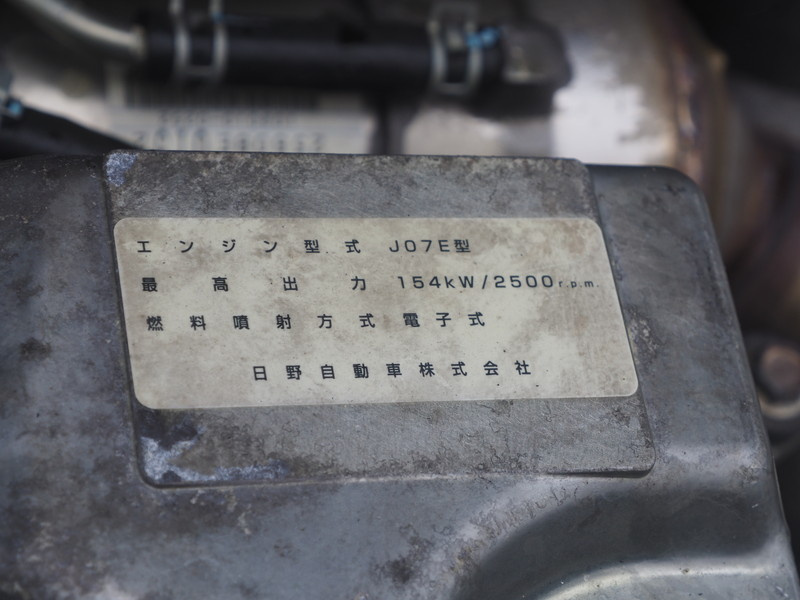 エンジン型式 J07E型
最高出力 154kW/2500r.p.m.
燃料噴射方式 電子式
日野自動車株式会社